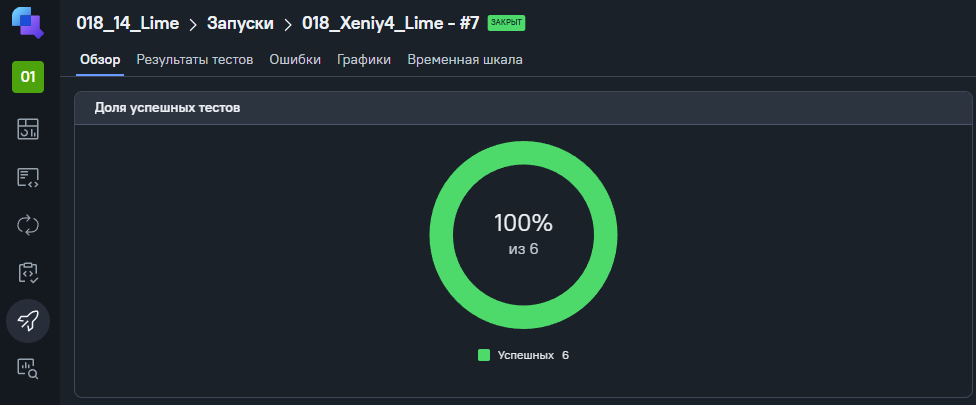 018_14_Lime > Запуски > 018_Xeniy4_Lime - #7 ЗАКРЫТ
01
Обзор Результаты тестов Ошибки Графики Временная шкала
Доля успешных тестов
100%
из 6
Успешных 6